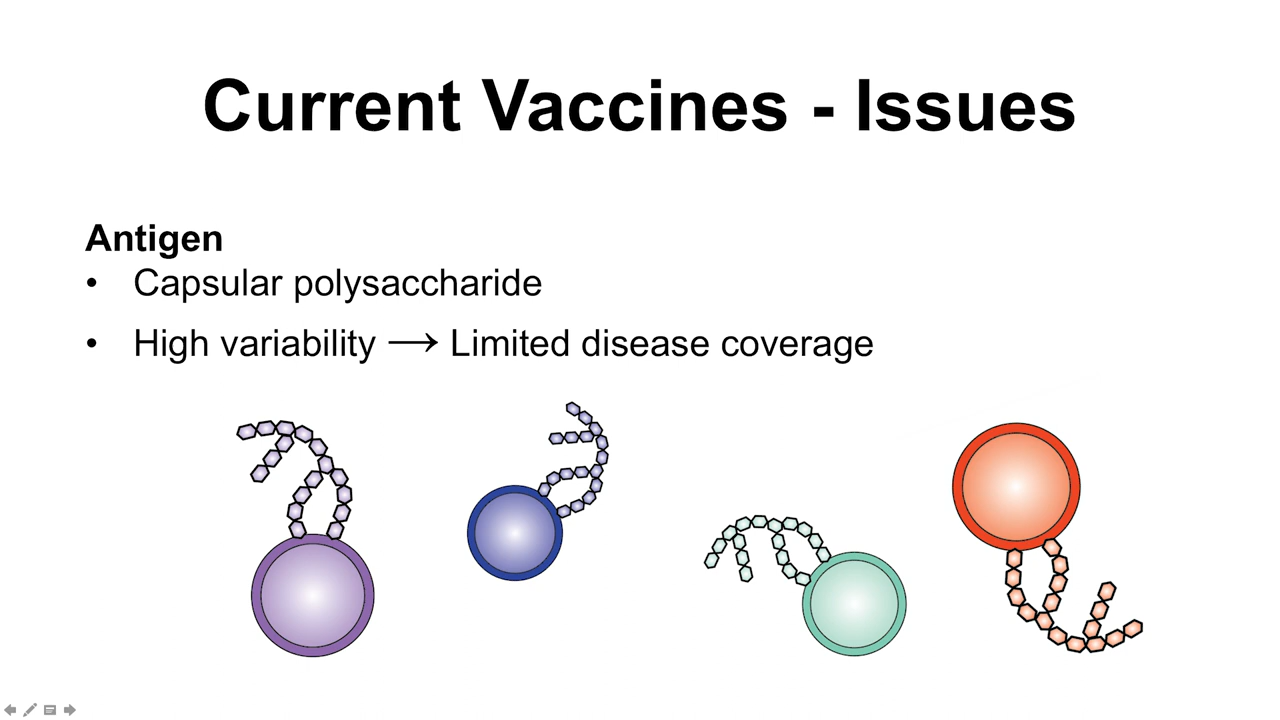 Current Vaccines - Issues
Antigen
• Capsular polysaccharide
• High variability ⟶ Limited disease coverage